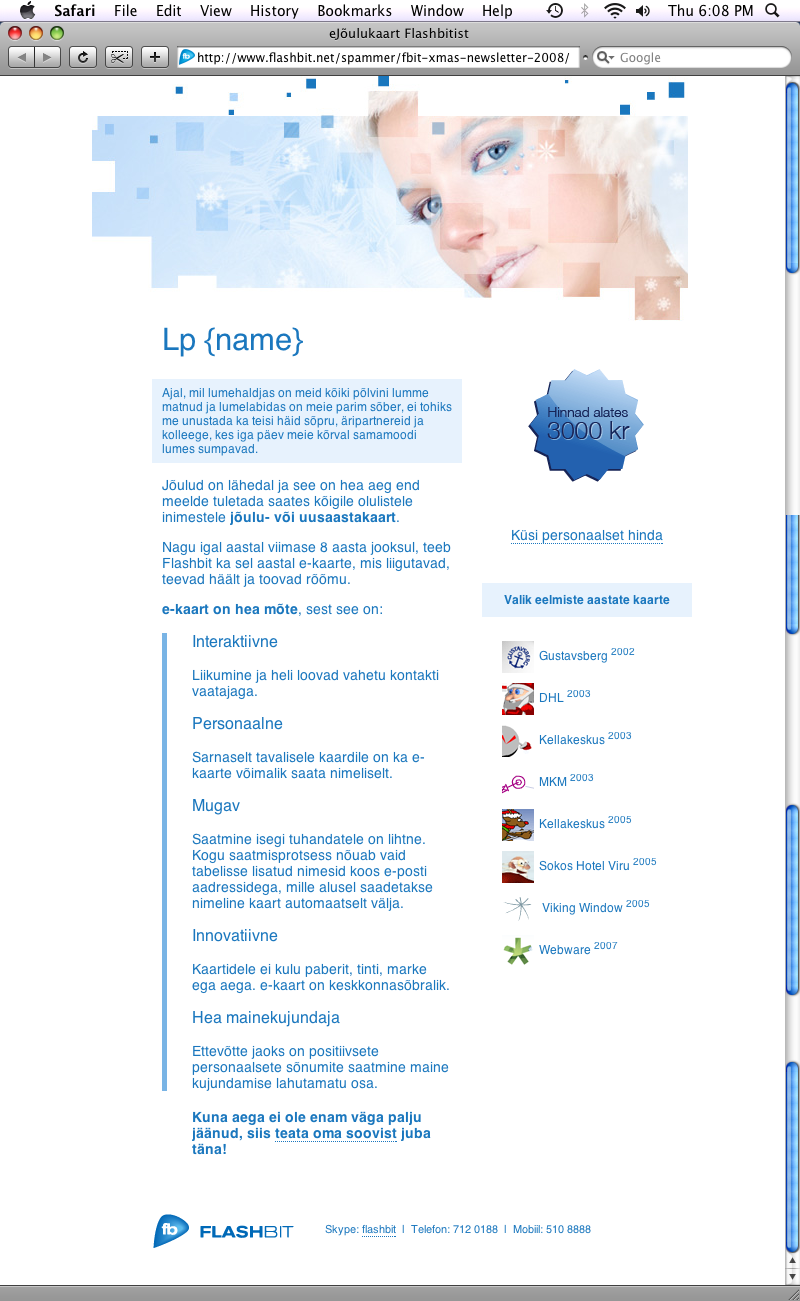 Safari File Edit View History Bookmarks Window Help Thu 6:08 PM
eJõulukaart Flashbitist
http://www.flashbit.net/spammer/fbit-xmas-newsletter-2008/ Google
Lp {name}
Ajal, mil lumehaldjas on meid kõiki põlvini lumme
matnud ja lumelabidas on meie parim sõber, ei tohiks
me unustada ka teisi häid sõpru, äripartnereid ja
kolleege, kes iga päev meie kõrval samamoodi
lumes sumpavad.
Jõulud on lähedal ja see on hea aeg end
meelde tuletada saates kõigile olulistele
inimestele jõulu- või uusaastakaart.
Nagu igal aastal viimase 8 aasta jooksul, teeb
Flashbit ka sel aastal e-kaarte, mis liigutavad,
teevad häält ja toovad rõõmu.
e-kaart on hea mõte, sest see on:
Interaktiivne
Liikumine ja heli loovad vahetu kontakti
vaatajaga.
Personaalne
Sarnaselt tavalisele kaardile on ka e-
kaarte võimalik saata nimeliselt.
Mugav
Saatmine isegi tuhandatele on lihtne.
Kogu saatmisprotsess nõuab vaid
tabelisse lisatud nimesid koos e-posti
aadressidega, mille alusel saadetakse
nimeline kaart automaatselt välja.
Innovatiivne
Kaartidele ei kulu paberit, tinti, marke
ega aega. e-kaart on keskkonnasõbralik.
Hea mainekujundaja
Ettevõtte jaoks on positiivsete
personaalsete sõnumite saatmine maine
kujundamise lahutamatu osa.
Kuna aega ei ole enam väga palju
jäänud, siis teata oma soovist juba
täna!
Hinnad alates
3000 kr
Küsi personaalset hinda
Valik eelmiste aastate kaarte
GUSTAVSBERG
Gustavsberg 2002
DHL 2003
Kellakeskus 2003
MKM 2003
Kellakeskus 2005
Sokos Hotel Viru 2005
Viking Window 2005
Webware 2007
fb FLASHBIT Skype: flashbit | Telefon: 712 0188 | Mobiil: 510 8888